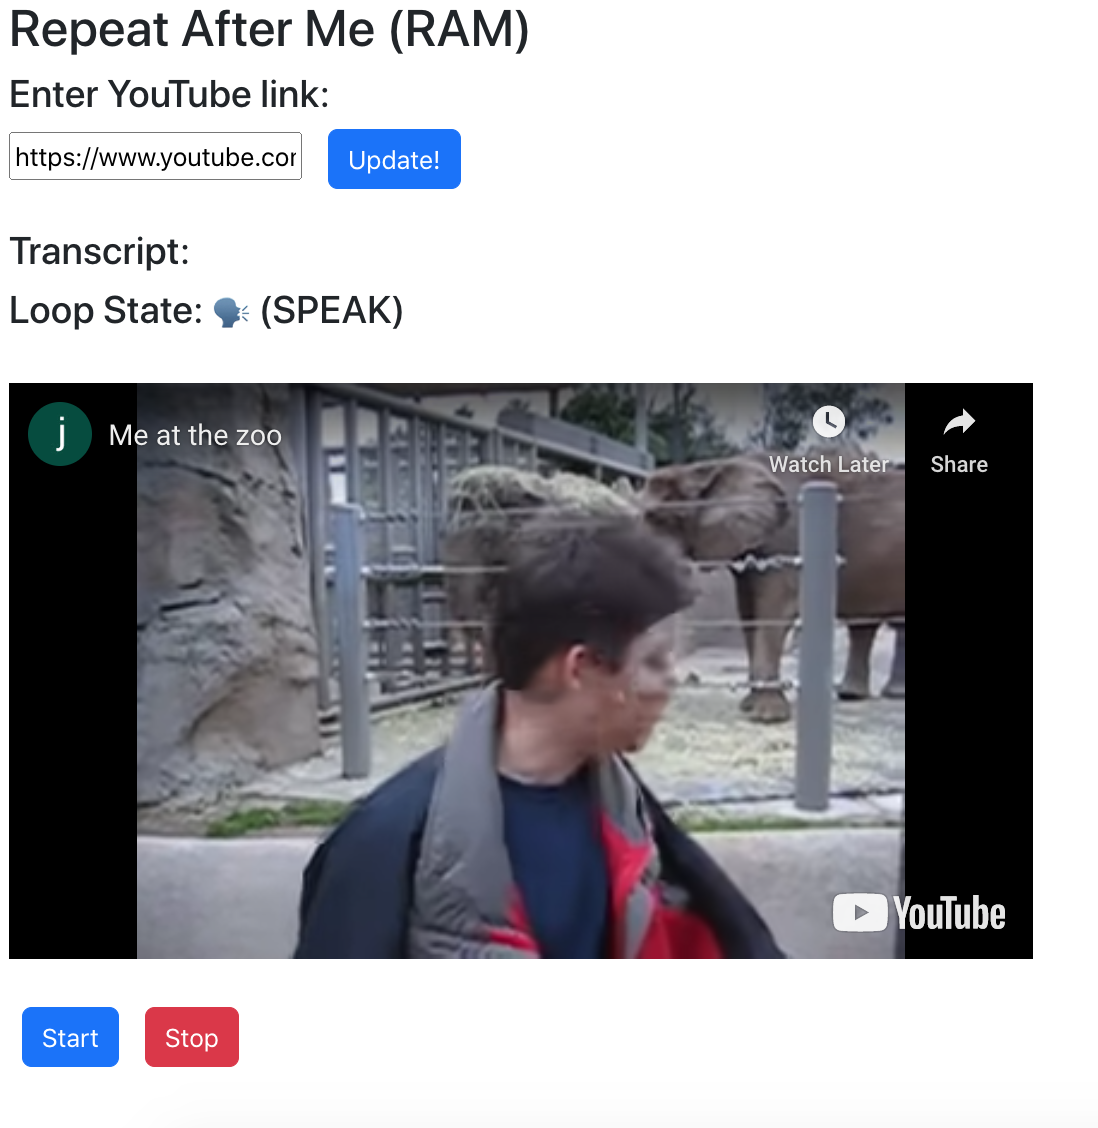 Repeat After Me (RAM)
Enter YouTube link:
https://www.youtube.cor
Update!
Transcript:
Loop State: 🗣️ (SPEAK)
j
Me at the zoo
Watch Later
Share
YouTube
Start
Stop